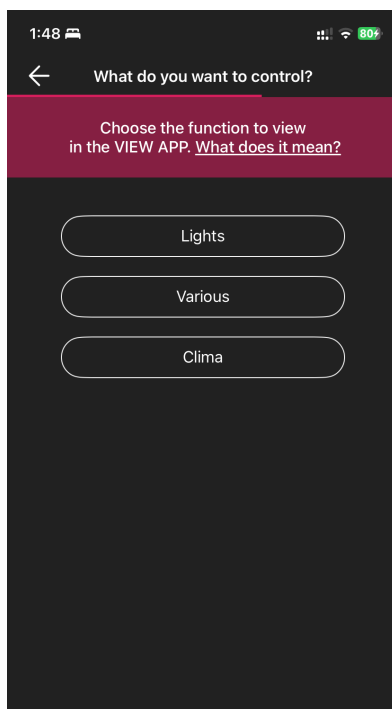 1:48
80
What do you want to control?
Choose the function to view
in the VIEW APP. What does it mean?
Lights
Various
Clima